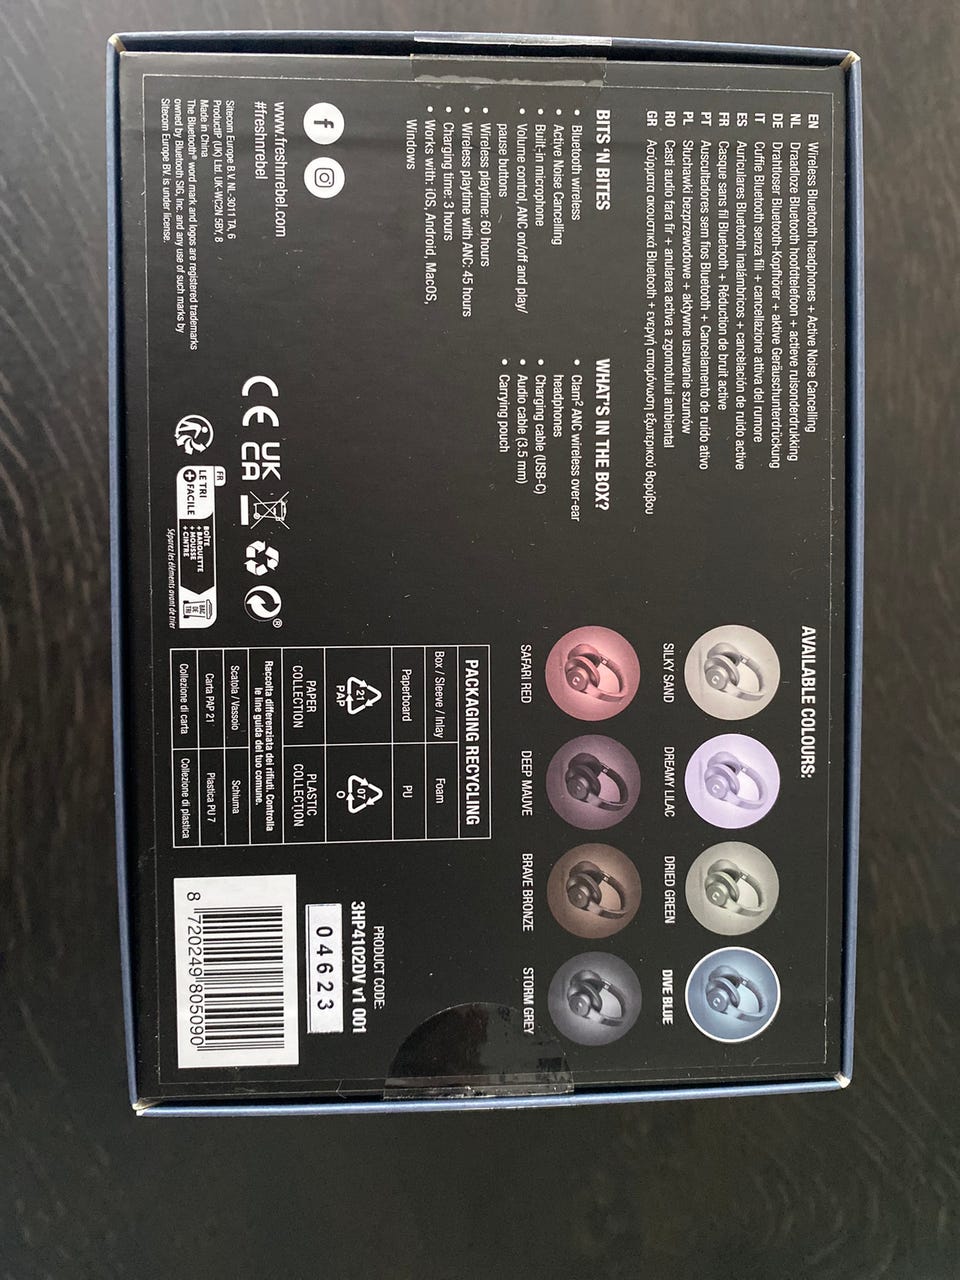 EN Wireless Bluetooth headphones + Active Noise Cancelling
NL Draadloze Bluetooth hoofdtelefoon + actieve ruisonderdrukking
DE Drahtloser Bluetooth-Kopfhörer + aktive Geräuschunterdrückung
IT Cuffie Bluetooth senza fili + cancellazione attiva del rumore
ES Auriculares Bluetooth inalámbricos + cancelación de ruido active
FR Casque sans fil Bluetooth + Réduction de bruit active
PT Auscultadores sem fios Bluetooth + Cancelamento de ruído ativo
PL Słuchawki bezprzewodowe + aktywne usuwanie szumów
RO Casti audio fara fir + anularea activa a zgomotului ambiental
GR Ασύρματα ακουστικά Bluetooth + ενεργή απομόνωση εξωτερικού θορύβου
BITS 'N BITES
• Bluetooth wireless
• Active Noise Cancelling
• Built-in microphone
• Volume control, ANC on/off and play/
pause buttons
• Wireless playtime: 60 hours
• Wireless playtime with ANC: 45 hours
• Charging time: 3 hours
• Works with: iOS, Android, MacOS,
Windows
WHAT'S IN THE BOX?
• Clam² ANC wireless over-ear
headphones
• Charging cable (USB-C)
• Audio cable (3.5 mm)
• Carrying pouch
www.freshnrebel.com
#freshnrebel
Sitecom Europe B.V. NL-3011 TA, 6
ProductIP (UK) Ltd. UK-WC2N 5BY, 8
Made in China
The Bluetooth® word mark and logos are registered trademarks
owned by Bluetooth SIG, Inc. and any use of such marks by
Sitecom Europe BV. is under license.
CE UK
CA
®
FR
LE TRI
+ FACILE
BOÎTE
+ BARQUETTE
+ MOUSSE
+ CINTRE
BAC
DE
TRI
Séparez les éléments avant de trier
AVAILABLE COLOURS:
SILKY SAND
DREAMY LILAC
DRIED GREEN
DIVE BLUE
SAFARI RED
DEEP MAUVE
BRAVE BRONZE
STORM GREY
PACKAGING RECYCLING
Box / Sleeve / Inlay Foam
Paperboard PU
21 07
PAP O
PAPER PLASTIC
COLLECTION COLLECTION
Raccolta differenziata dei rifiuti. Controlla
le line guida del tuo comune.
Scatola / Vassoio Schiuma
Carta PAP 21 Plastica PU 7
Collezione di carta Collezione di plastica
PRODUCT CODE:
3HP4102DV v1 001
04623
8 720249 805090